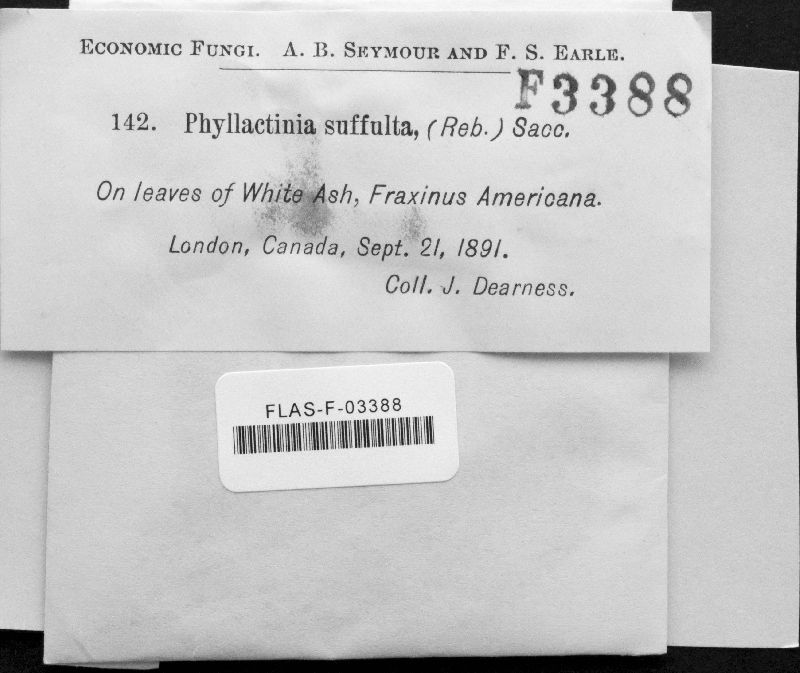 ECONOMIC FUNGI. A. B. SEYMOUR AND F. S. EARLE.
F3388
142. Phyllactinia suffulta, (Reb.) Sacc.
On leaves of White Ash, Fraxinus Americana.
London, Canada, Sept. 21, 1891.
Coll. J. Dearness.
FLAS-F-03388